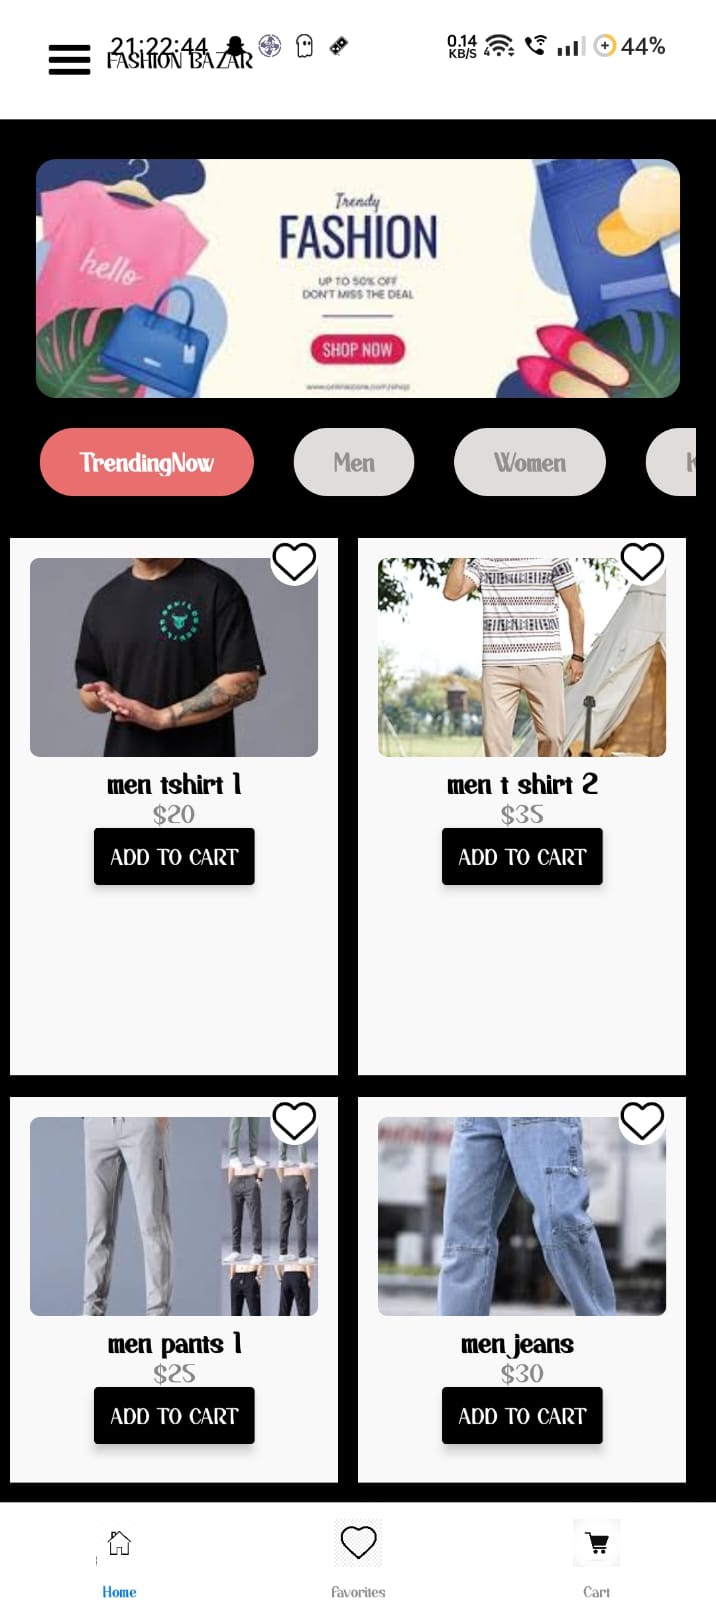 21:22:44
0.14
KB/S
4
44%
FASHION BAZAR
hello
Trendy
FASHION
UP TO 50% OFF
DON'T MISS THE DEAL
SHOP NOW
TrendingNow
Men
Women
K
men tshirt 1
$20
ADD TO CART
men t shirt 2
$35
ADD TO CART
men pants 1
$25
ADD TO CART
men jeans
$30
ADD TO CART
Home
Favorites
Cart